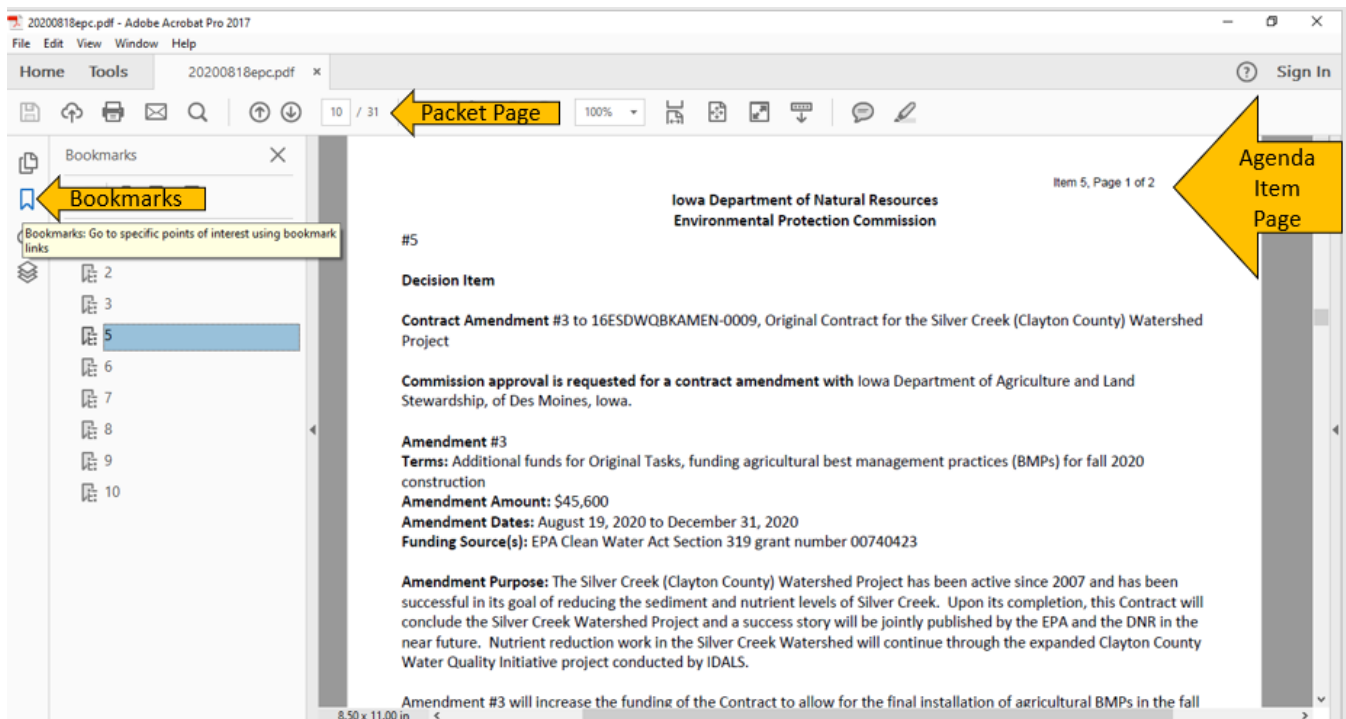 20200818epc.pdf - Adobe Acrobat Pro 2017
File Edit View Window Help
Home Tools 20200818epc.pdf ×
Sign In
10 / 31
Packet Page
100%
Bookmarks
Bookmarks
Bookmarks: Go to specific points of interest using bookmark
links
2
3
5
6
7
8
9
10
Agenda
Item
Page
Item 5, Page 1 of 2
Iowa Department of Natural Resources
Environmental Protection Commission
#5
Decision Item
Contract Amendment #3 to 16ESDWQBKAMEN-0009, Original Contract for the Silver Creek (Clayton County) Watershed
Project
Commission approval is requested for a contract amendment with Iowa Department of Agriculture and Land
Stewardship, of Des Moines, Iowa.
Amendment #3
Terms: Additional funds for Original Tasks, funding agricultural best management practices (BMPs) for fall 2020
construction
Amendment Amount: $45,600
Amendment Dates: August 19, 2020 to December 31, 2020
Funding Source(s): EPA Clean Water Act Section 319 grant number 00740423
Amendment Purpose: The Silver Creek (Clayton County) Watershed Project has been active since 2007 and has been
successful in its goal of reducing the sediment and nutrient levels of Silver Creek. Upon its completion, this Contract will
conclude the Silver Creek Watershed Project and a success story will be jointly published by the EPA and the DNR in the
near future. Nutrient reduction work in the Silver Creek Watershed will continue through the expanded Clayton County
Water Quality Initiative project conducted by IDALS.
Amendment #3 will increase the funding of the Contract to allow for the final installation of agricultural BMPs in the fall
8.50 x 11.00 in